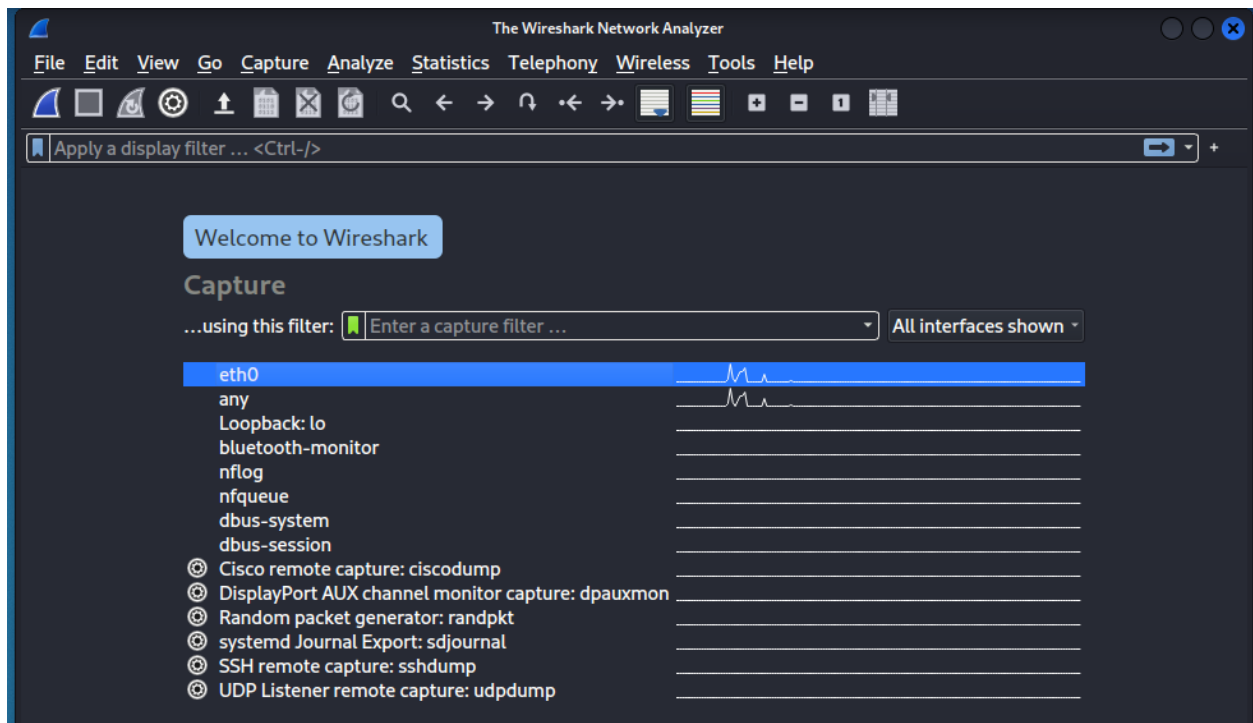 The Wireshark Network Analyzer
File Edit View Go Capture Analyze Statistics Telephony Wireless Tools Help
Apply a display filter … <Ctrl-/>
+
Welcome to Wireshark
Capture
…using this filter: Enter a capture filter … All interfaces shown
eth0
any
Loopback: lo
bluetooth-monitor
nflog
nfqueue
dbus-system
dbus-session
Cisco remote capture: ciscodump
DisplayPort AUX channel monitor capture: dpauxmon
Random packet generator: randpkt
systemd Journal Export: sdjournal
SSH remote capture: sshdump
UDP Listener remote capture: udpdump